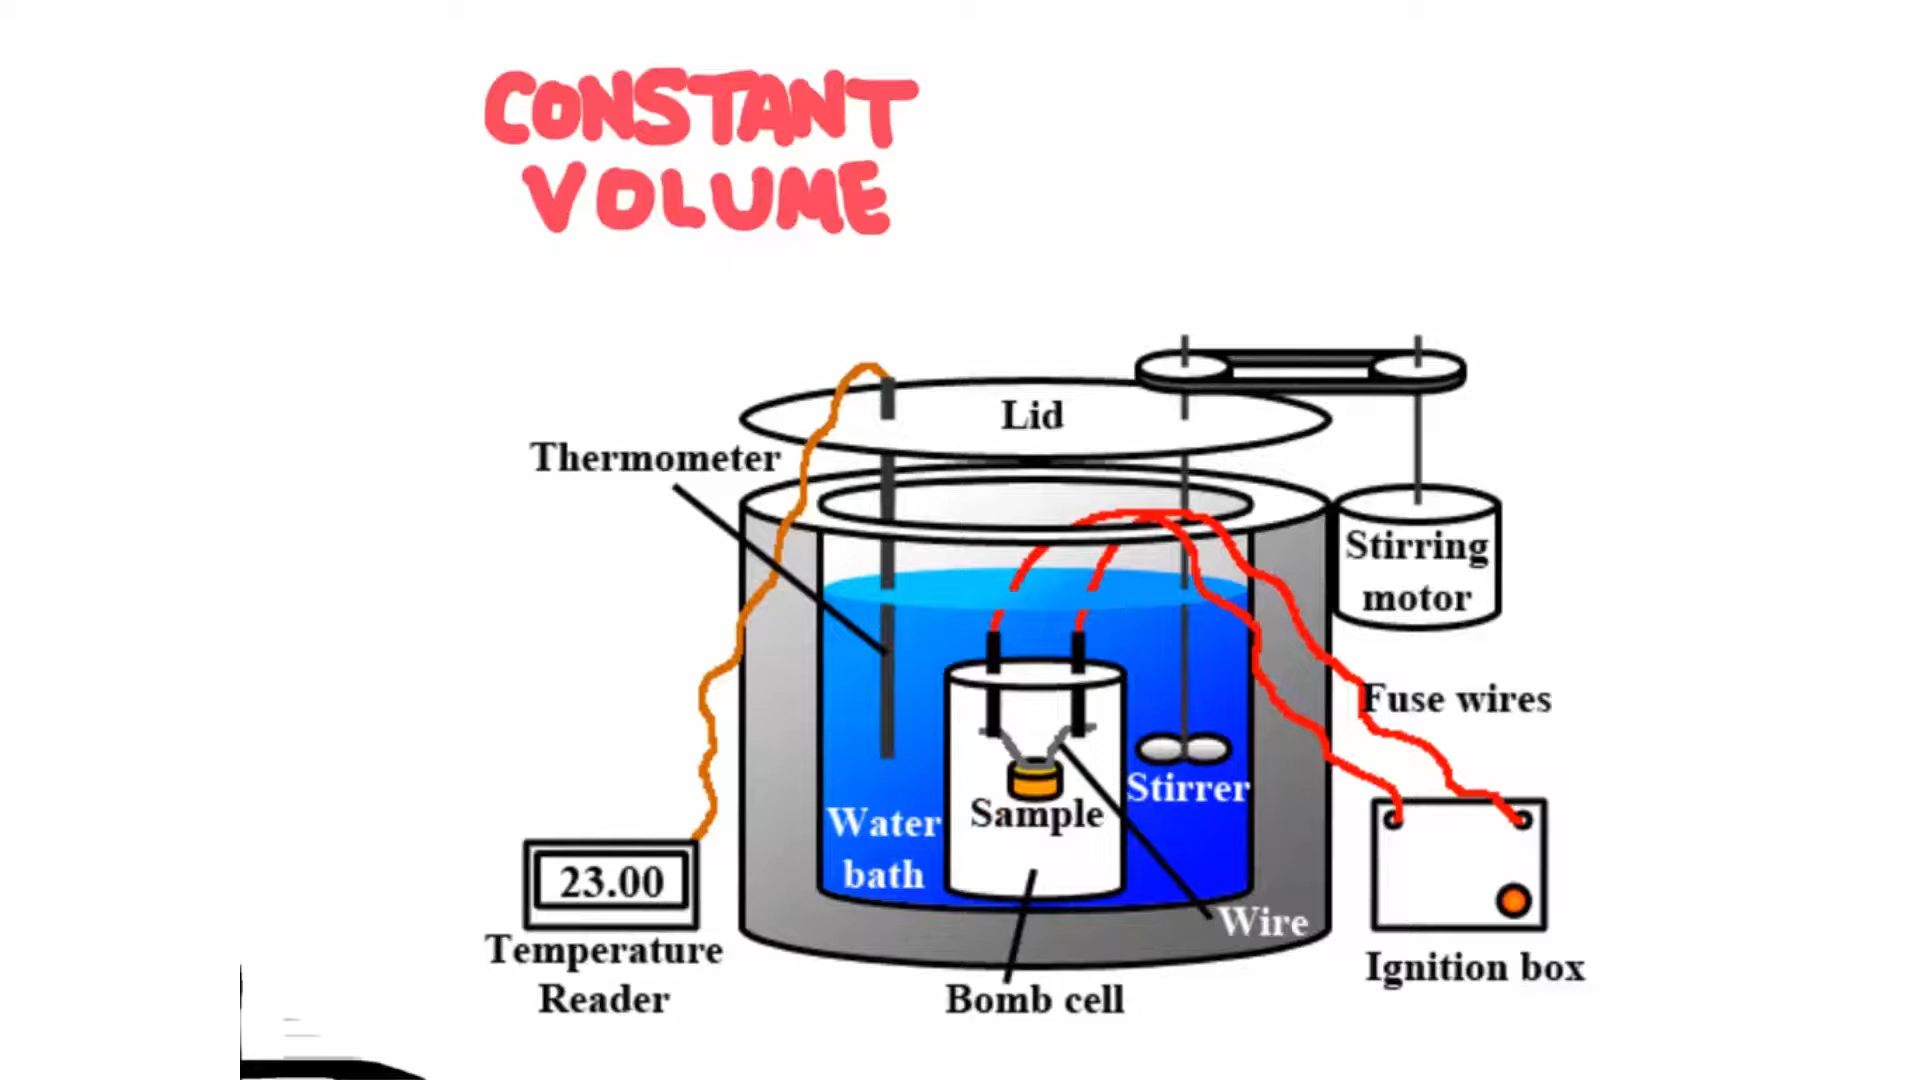 CONSTANT
VOLUME
Lid
Thermometer
Stirring
motor
Fuse wires
Sample
Stirrer
Water
bath
23.00
Wire
Temperature
Reader
Bomb cell
Ignition box